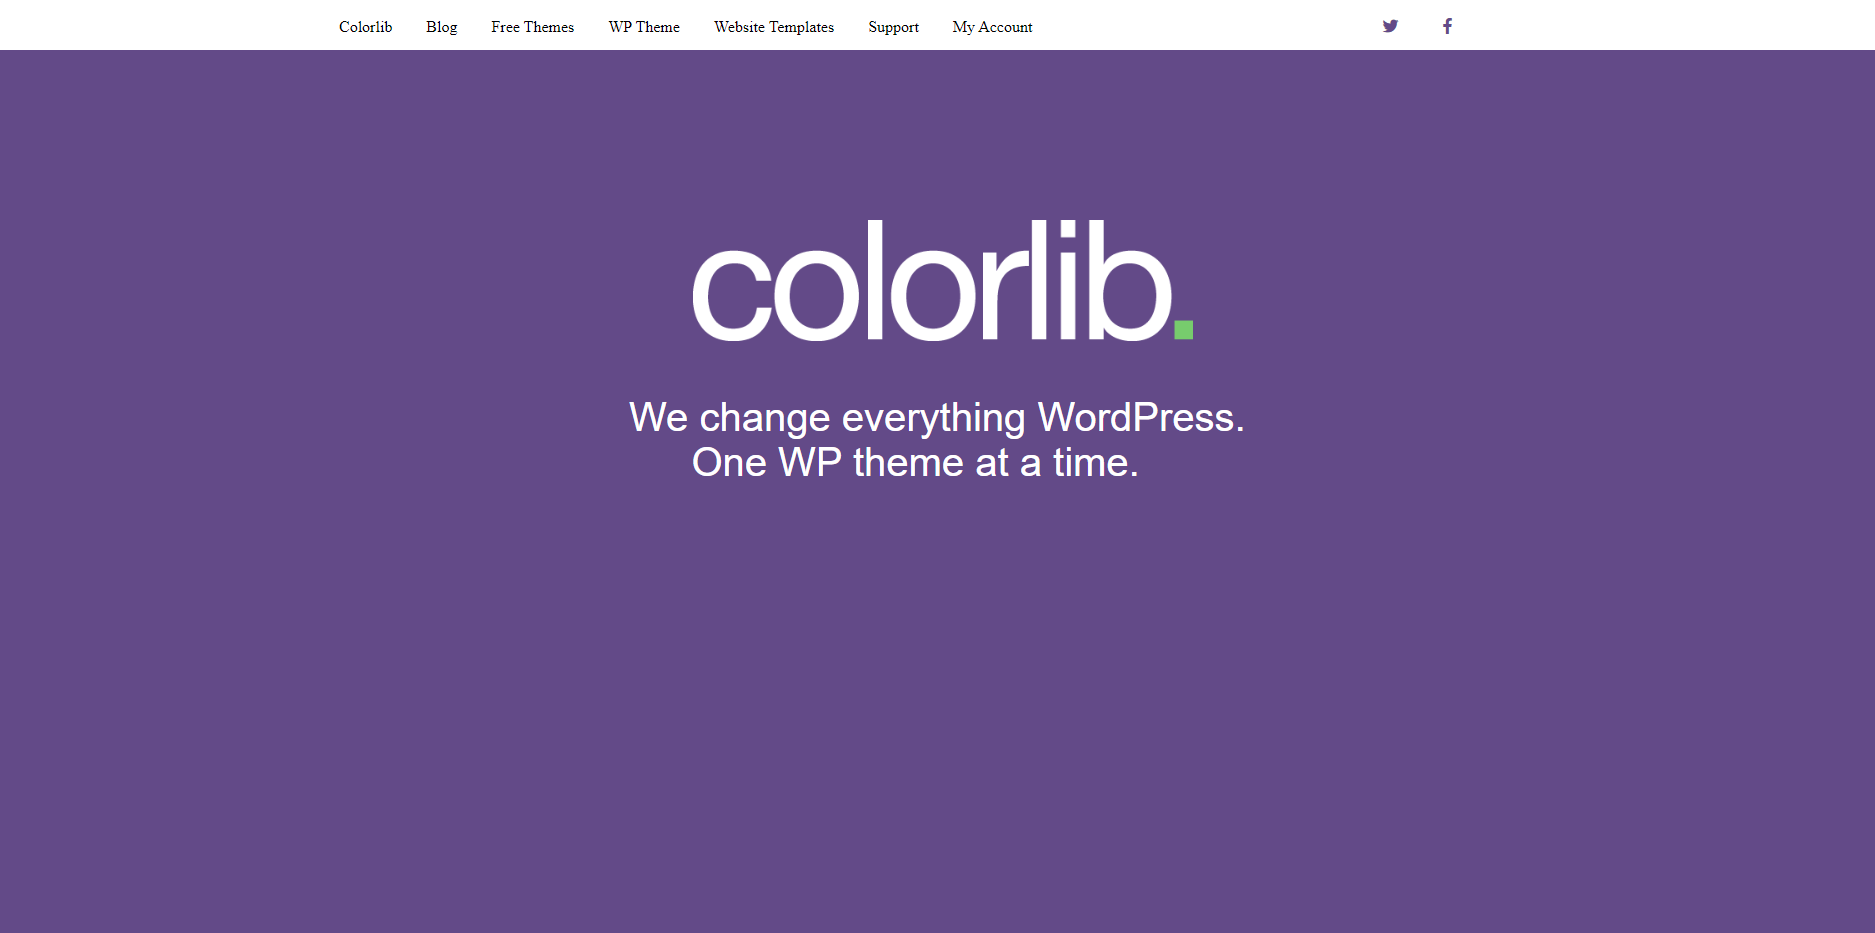 Colorlib Blog Free Themes WP Theme Website Templates Support My Account
colorlib.
We change everything WordPress.
One WP theme at a time.